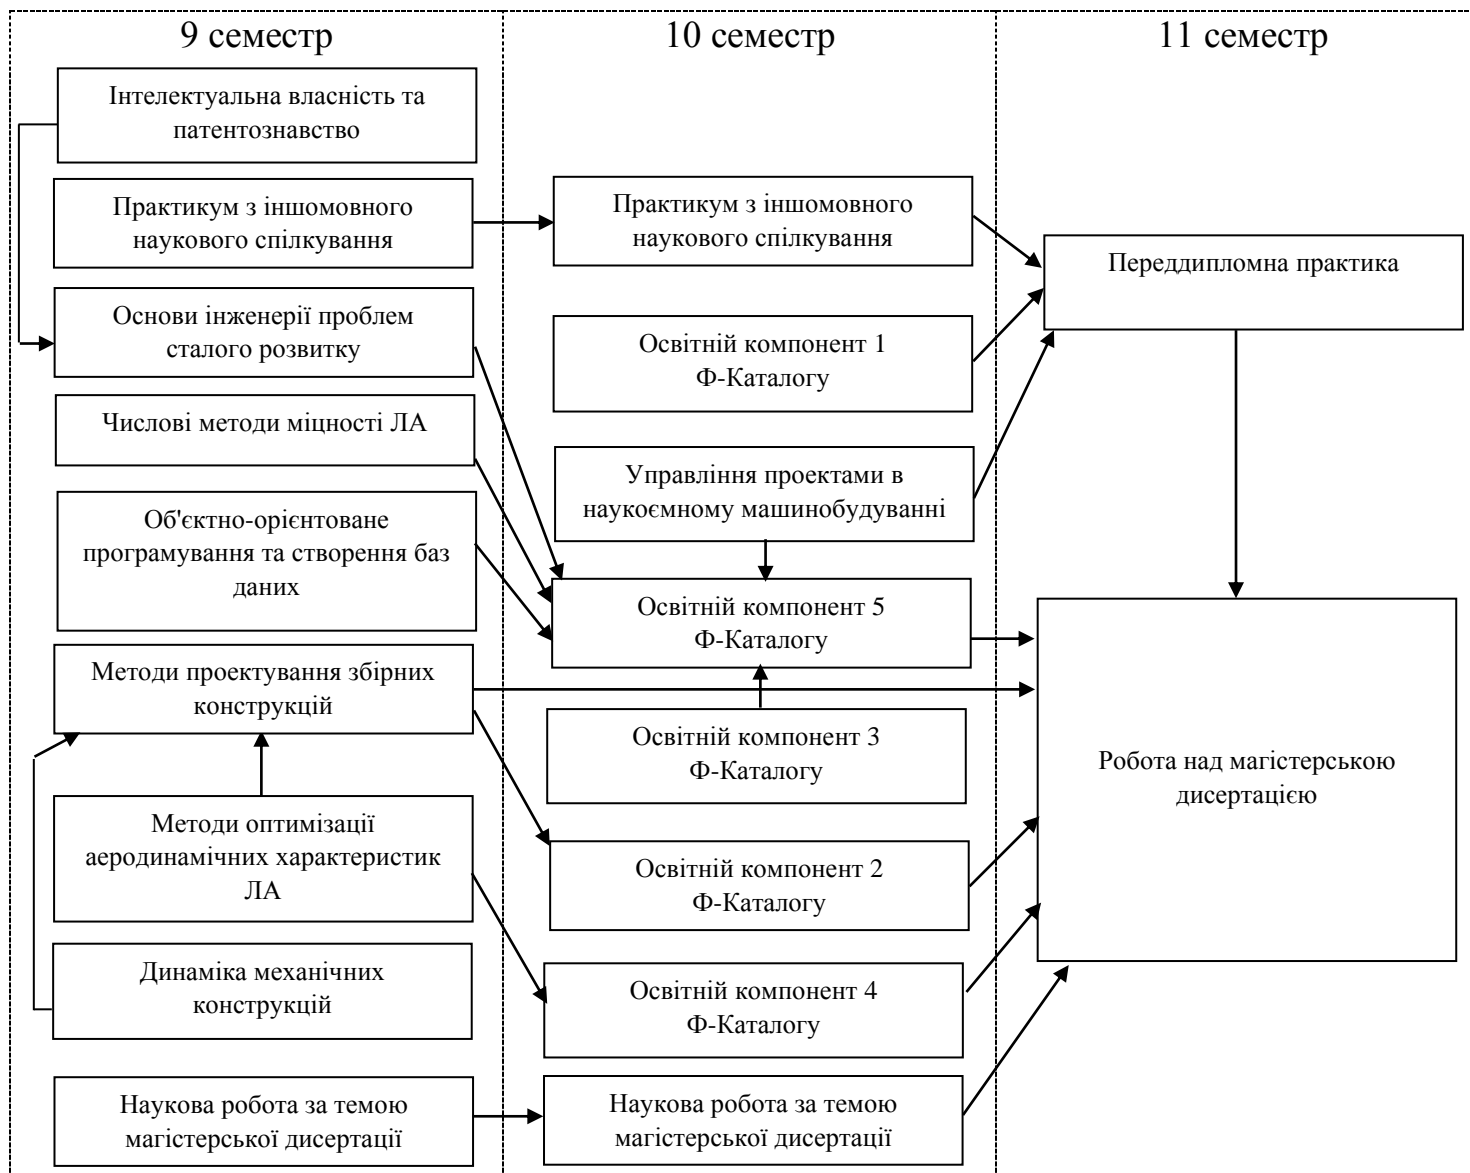 9 семестр
10 семестр
11 семестр
Інтелектуальна власність та
патентознавство
Практикум з іншомовного
наукового спілкування
Основи інженерії проблем
сталого розвитку
Числові методи міцності ЛА
Об'єктно-орієнтоване
програмування та створення баз
даних
Методи проектування збірних
конструкцій
Методи оптимізації
аеродинамічних характеристик
ЛА
Динаміка механічних
конструкцій
Наукова робота за темою
магістерської дисертації
Практикум з іншомовного
наукового спілкування
Освітній компонент 1
Ф-Каталогу
Управління проектами в
наукоємному машинобудуванні
Освітній компонент 5
Ф-Каталогу
Освітній компонент 3
Ф-Каталогу
Освітній компонент 2
Ф-Каталогу
Освітній компонент 4
Ф-Каталогу
Наукова робота за темою
магістерської дисертації
Переддипломна практика
Робота над магістерською
дисертацією